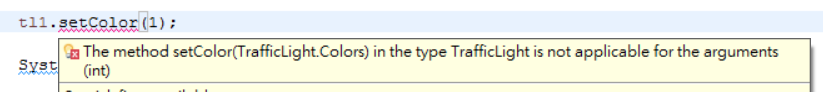 tl1.setColor(1);
The method setColor(TrafficLight.Colors) in the type TrafficLight is not applicable for the arguments
Syst
(int)